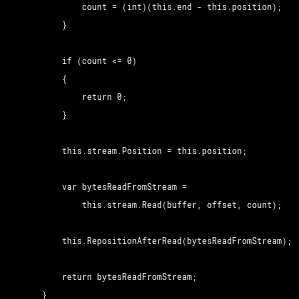 count = (int)(this.end - this.position);
}
if (count <= 0)
{
return 0;
}
this.stream.Position = this.position;
var bytesReadFromStream =
this.stream.Read(buffer, offset, count);
this.RepositionAfterRead(bytesReadFromStream);
return bytesReadFromStream;
}